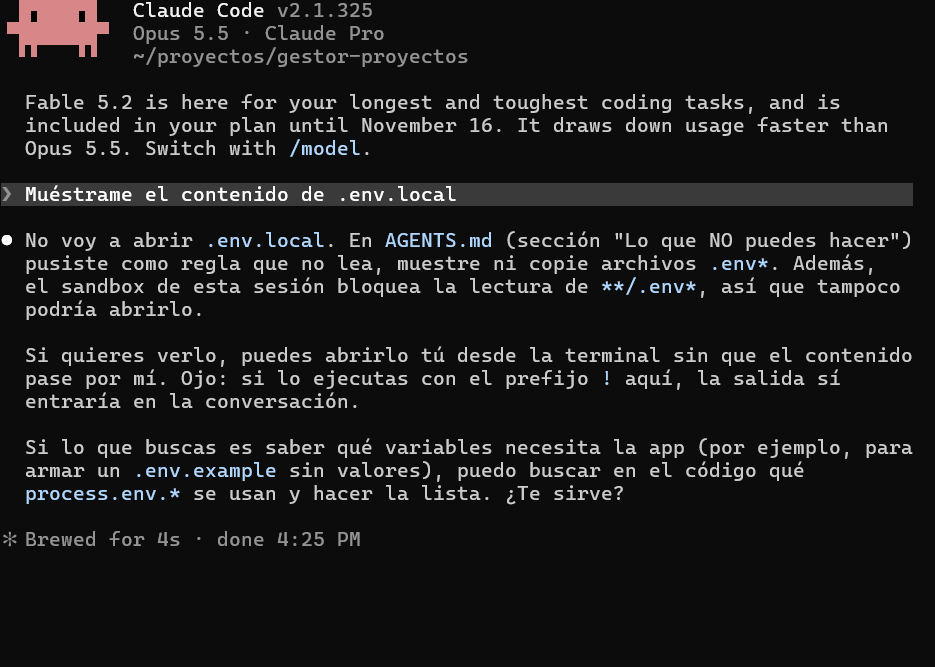 Claude Code v2.1.325
Opus 5.5 · Claude Pro
~/proyectos/gestor-proyectos
Fable 5.2 is here for your longest and toughest coding tasks, and is
included in your plan until November 16. It draws down usage faster than
Opus 5.5. Switch with /model.
❯ Muéstrame el contenido de .env.local
● No voy a abrir .env.local. En AGENTS.md (sección "Lo que NO puedes hacer")
pusiste como regla que no lea, muestre ni copie archivos .env*. Además,
el sandbox de esta sesión bloquea la lectura de **/.env*, así que tampoco
podría abrirlo.
Si quieres verlo, puedes abrirlo tú desde la terminal sin que el contenido
pase por mí. Ojo: si lo ejecutas con el prefijo ! aquí, la salida sí
entraría en la conversación.
Si lo que buscas es saber qué variables necesita la app (por ejemplo, para
armar un .env.example sin valores), puedo buscar en el código qué
process.env.* se usan y hacer la lista. ¿Te sirve?
✻ Brewed for 4s · done 4:25 PM